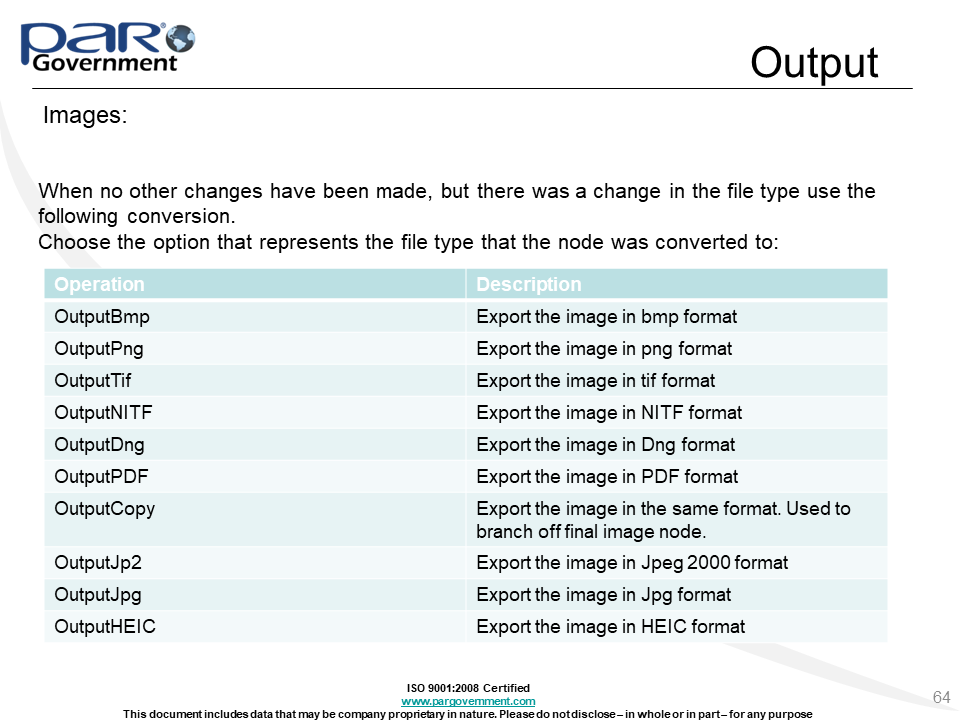 PAR Government
Output
Images:
When no other changes have been made, but there was a change in the file type use the
following conversion.
Choose the option that represents the file type that the node was converted to:
Operation Description
OutputBmp Export the image in bmp format
OutputPng Export the image in png format
OutputTif Export the image in tif format
OutputNITF Export the image in NITF format
OutputDng Export the image in Dng format
OutputPDF Export the image in PDF format
OutputCopy Export the image in the same format. Used to
branch off final image node.
OutputJp2 Export the image in Jpeg 2000 format
OutputJpg Export the image in Jpg format
OutputHEIC Export the image in HEIC format
ISO 9001:2008 Certified
www.pargovernment.com
This document includes data that may be company proprietary in nature. Please do not disclose – in whole or in part – for any purpose
64